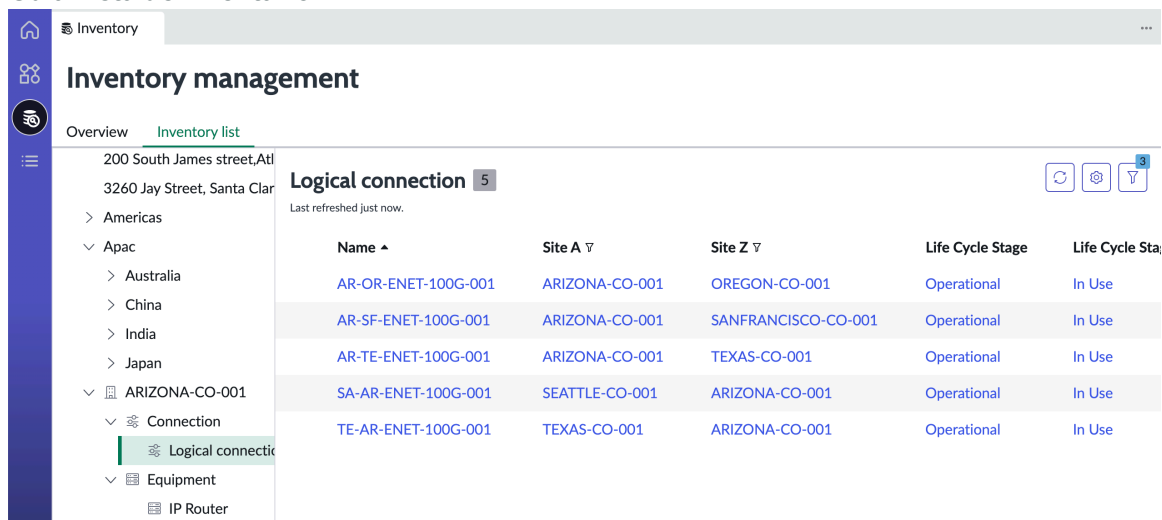 Inventory
Inventory management
Overview
Inventory list
200 South James street,Atl
3260 Jay Street, Santa Clar
Americas
Apac
Australia
China
India
Japan
ARIZONA-CO-001
Connection
Logical connectio
Equipment
IP Router
Logical connection 5
3
Last refreshed just now.
Name Site A Site Z Life Cycle Stage Life Cycle Sta
AR-OR-ENET-100G-001 ARIZONA-CO-001 OREGON-CO-001 Operational In Use
AR-SF-ENET-100G-001 ARIZONA-CO-001 SANFRANCISCO-CO-001 Operational In Use
AR-TE-ENET-100G-001 ARIZONA-CO-001 TEXAS-CO-001 Operational In Use
SA-AR-ENET-100G-001 SEATTLE-CO-001 ARIZONA-CO-001 Operational In Use
TE-AR-ENET-100G-001 TEXAS-CO-001 ARIZONA-CO-001 Operational In Use